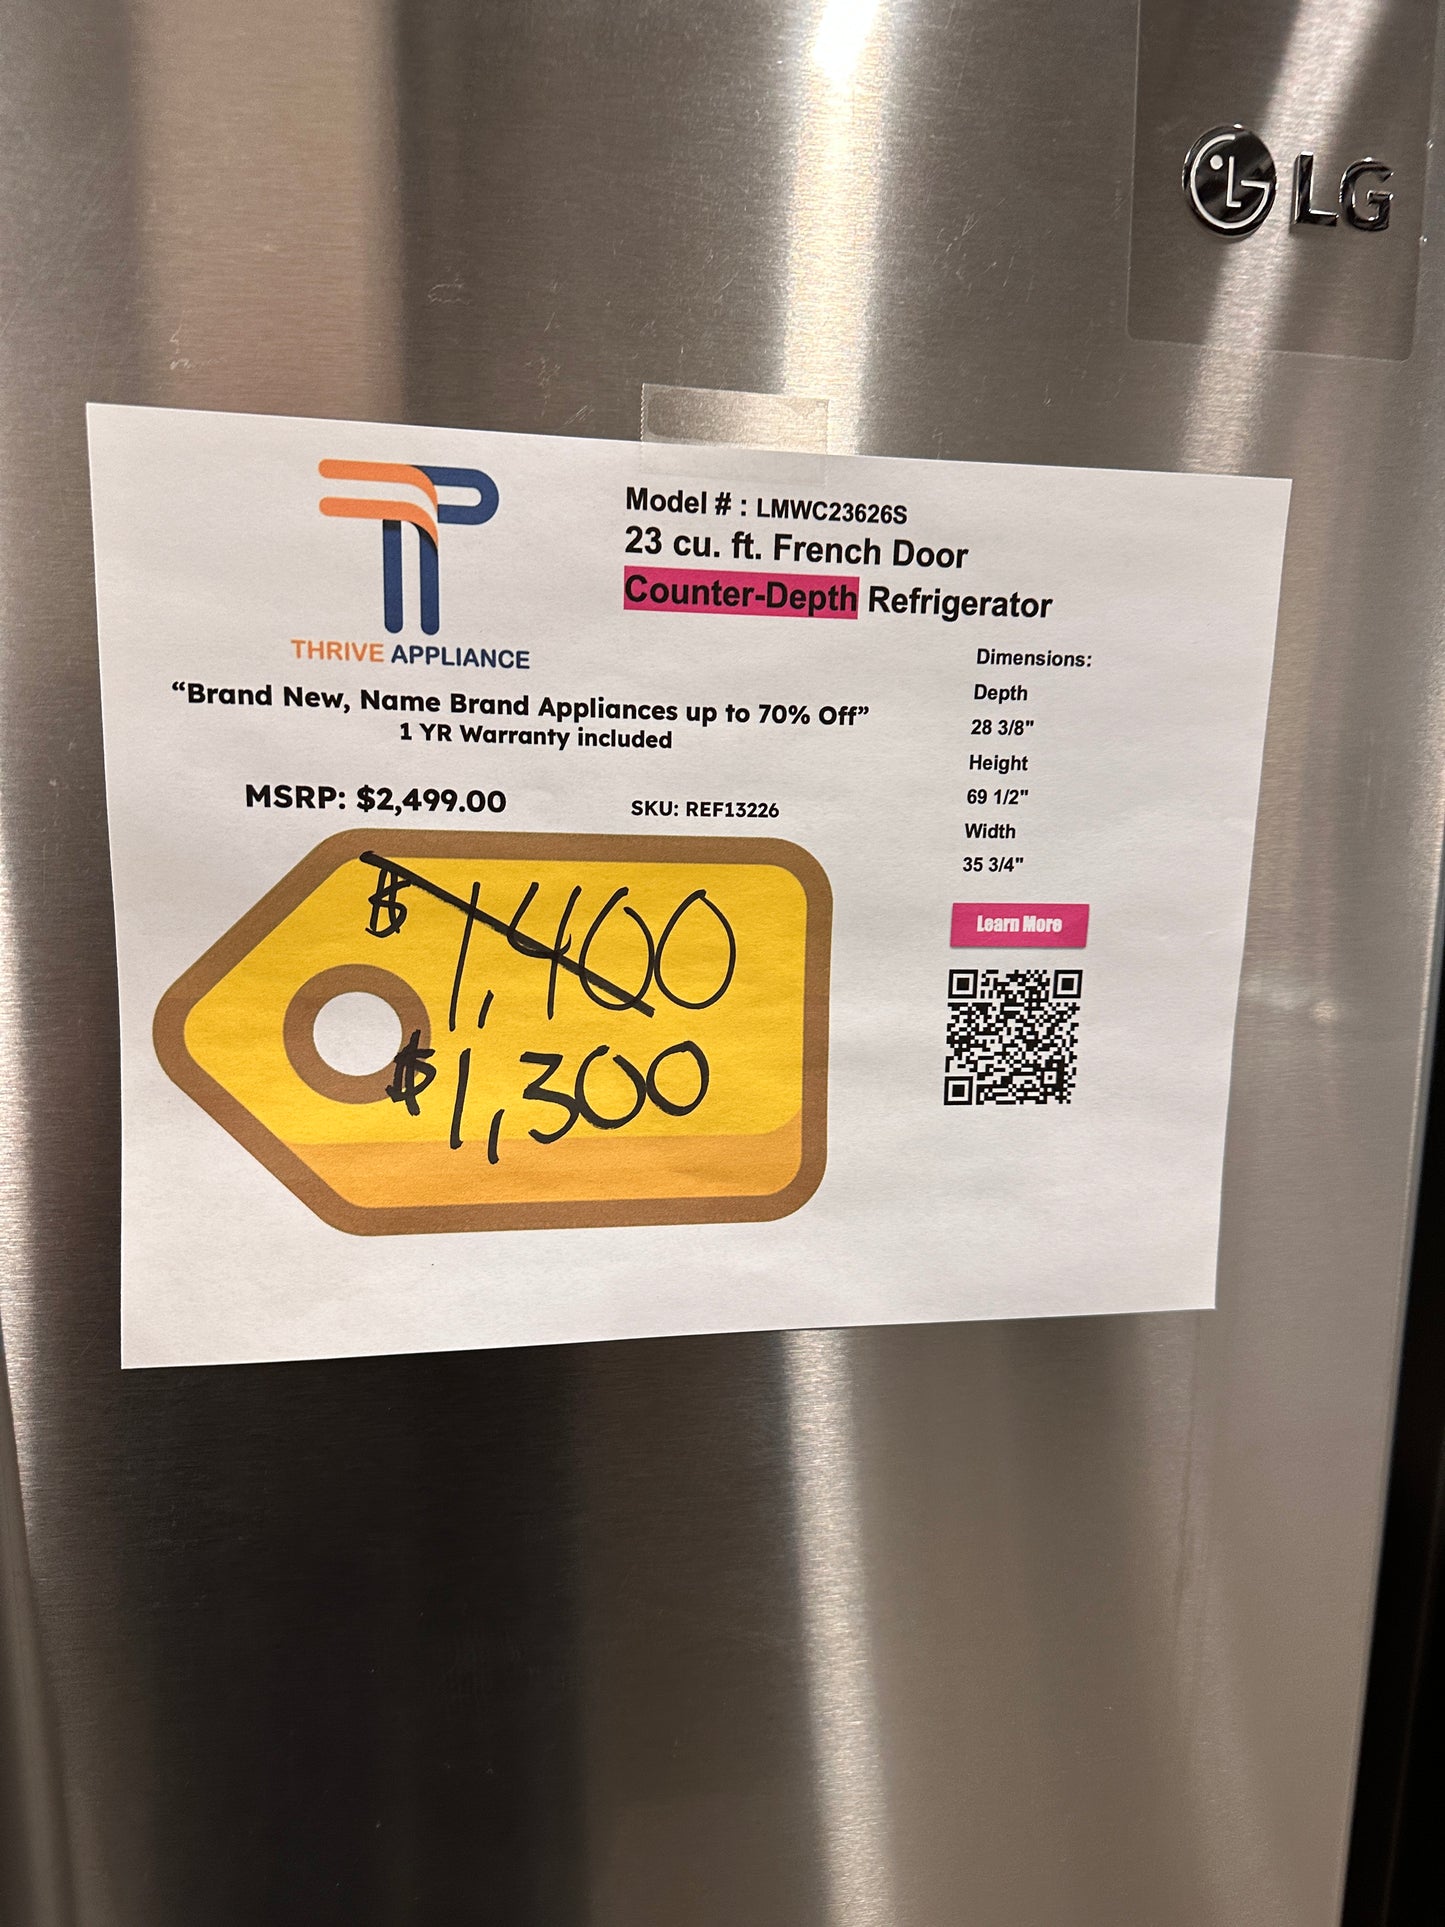 LG
Model # : LMWC23626S
23 cu. ft. French Door
Counter-Depth Refrigerator
THRIVE APPLIANCE
“Brand New, Name Brand Appliances up to 70% Off”
1 YR Warranty included
MSRP: $2,499.00
SKU: REF13226
$1,400
$1,300
Dimensions:
Depth
28 3/8"
Height
69 1/2"
Width
35 3/4"
Learn More